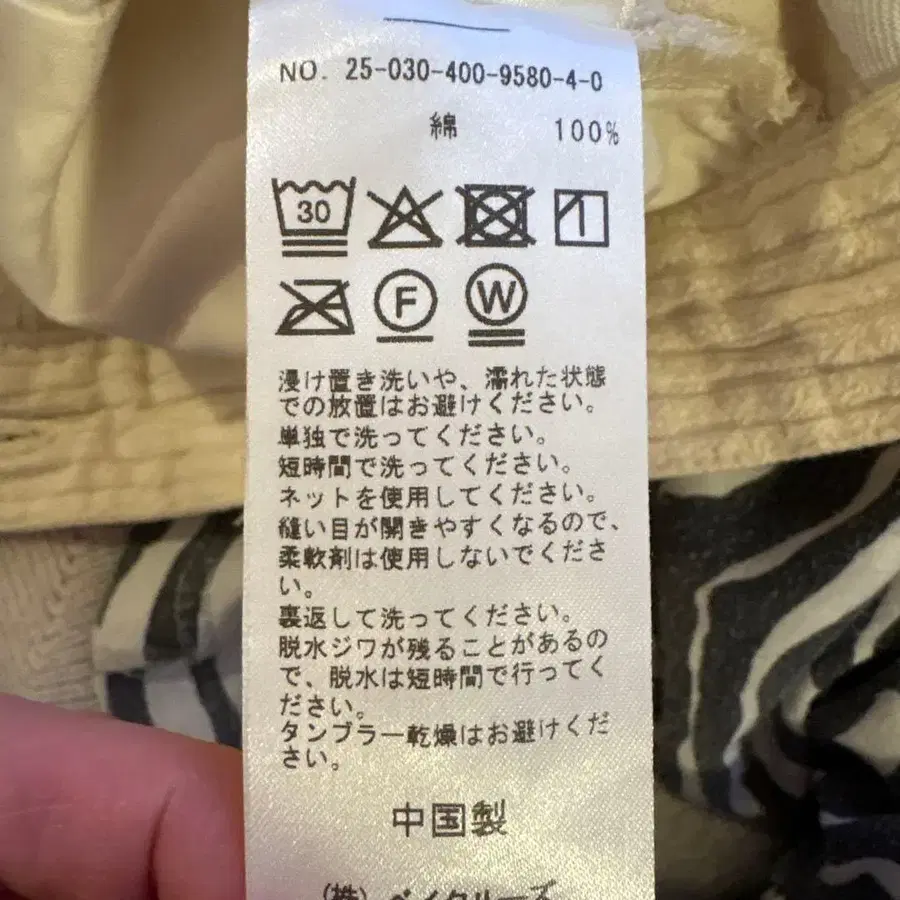 NO. 25-030-400-9580-4-0
綿 100%
30
F W
浸け置き洗いや、濡れた状態
での放置はお避けください。
単独で洗ってください。
短時間で洗ってください。
ネットを使用してください。
縫い目が開きやすくなるので、
柔軟剤は使用しないでくださ
い。
裏返して洗ってください。
脱水ジワが残ることがあるの
で、脱水は短時間で行ってく
ださい。
タンブラー乾燥はお避けくだ
さい。
中国製
(株) ベイクルーズ